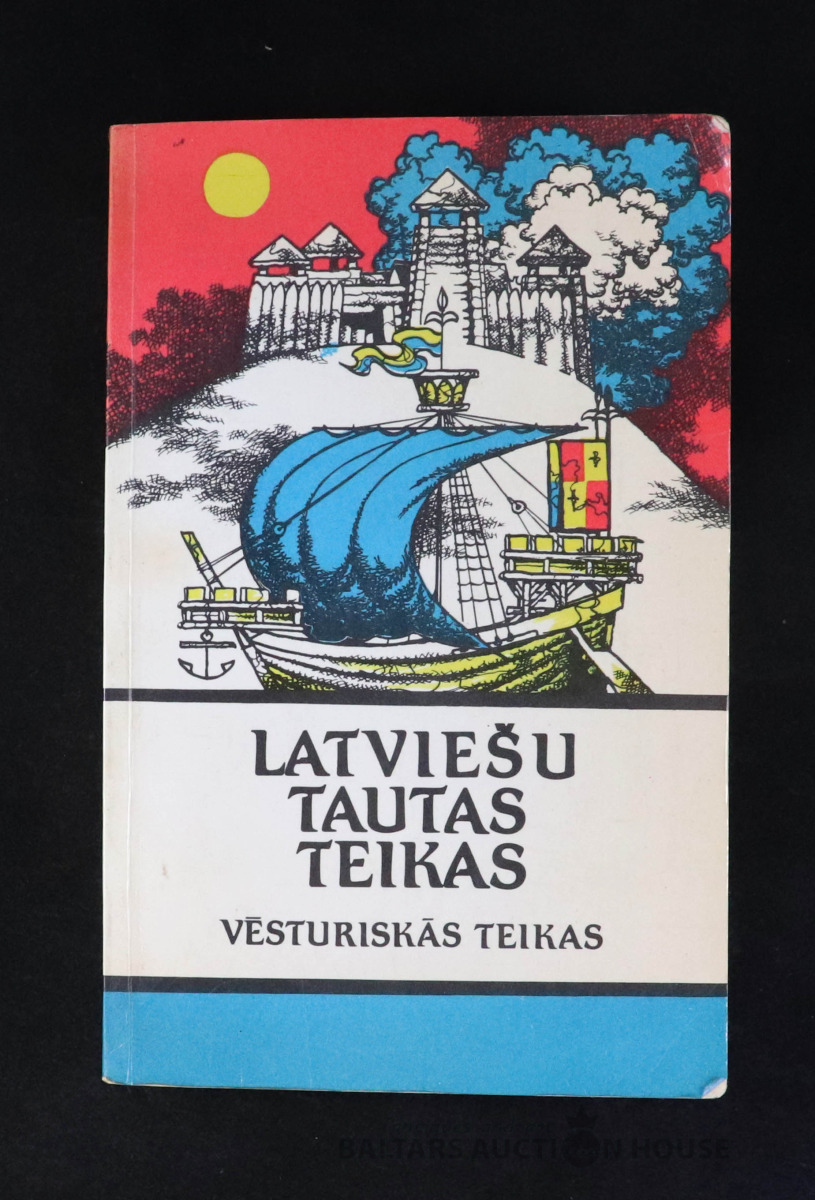 LATVIEŠU
TAUTAS
TEIKAS
VĒSTURISKĀS TEIKAS
BALTARS AUCTION HOUSE